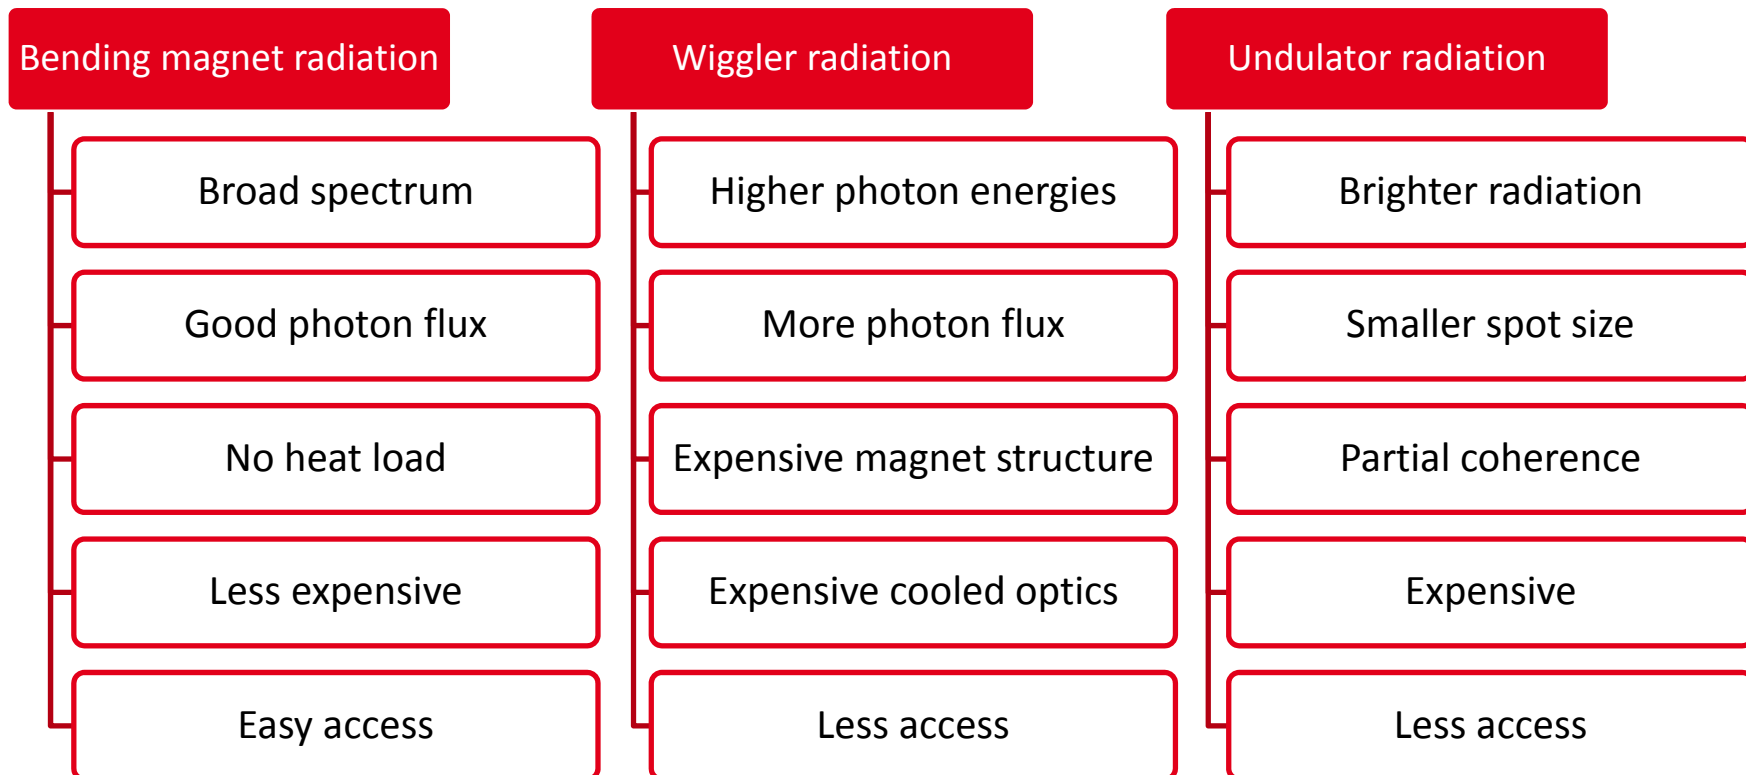 Bending magnet radiation
Broad spectrum
Good photon flux
No heat load
Less expensive
Easy access
Wiggler radiation
Higher photon energies
More photon flux
Expensive magnet structure
Expensive cooled optics
Less access
Undulator radiation
Brighter radiation
Smaller spot size
Partial coherence
Expensive
Less access